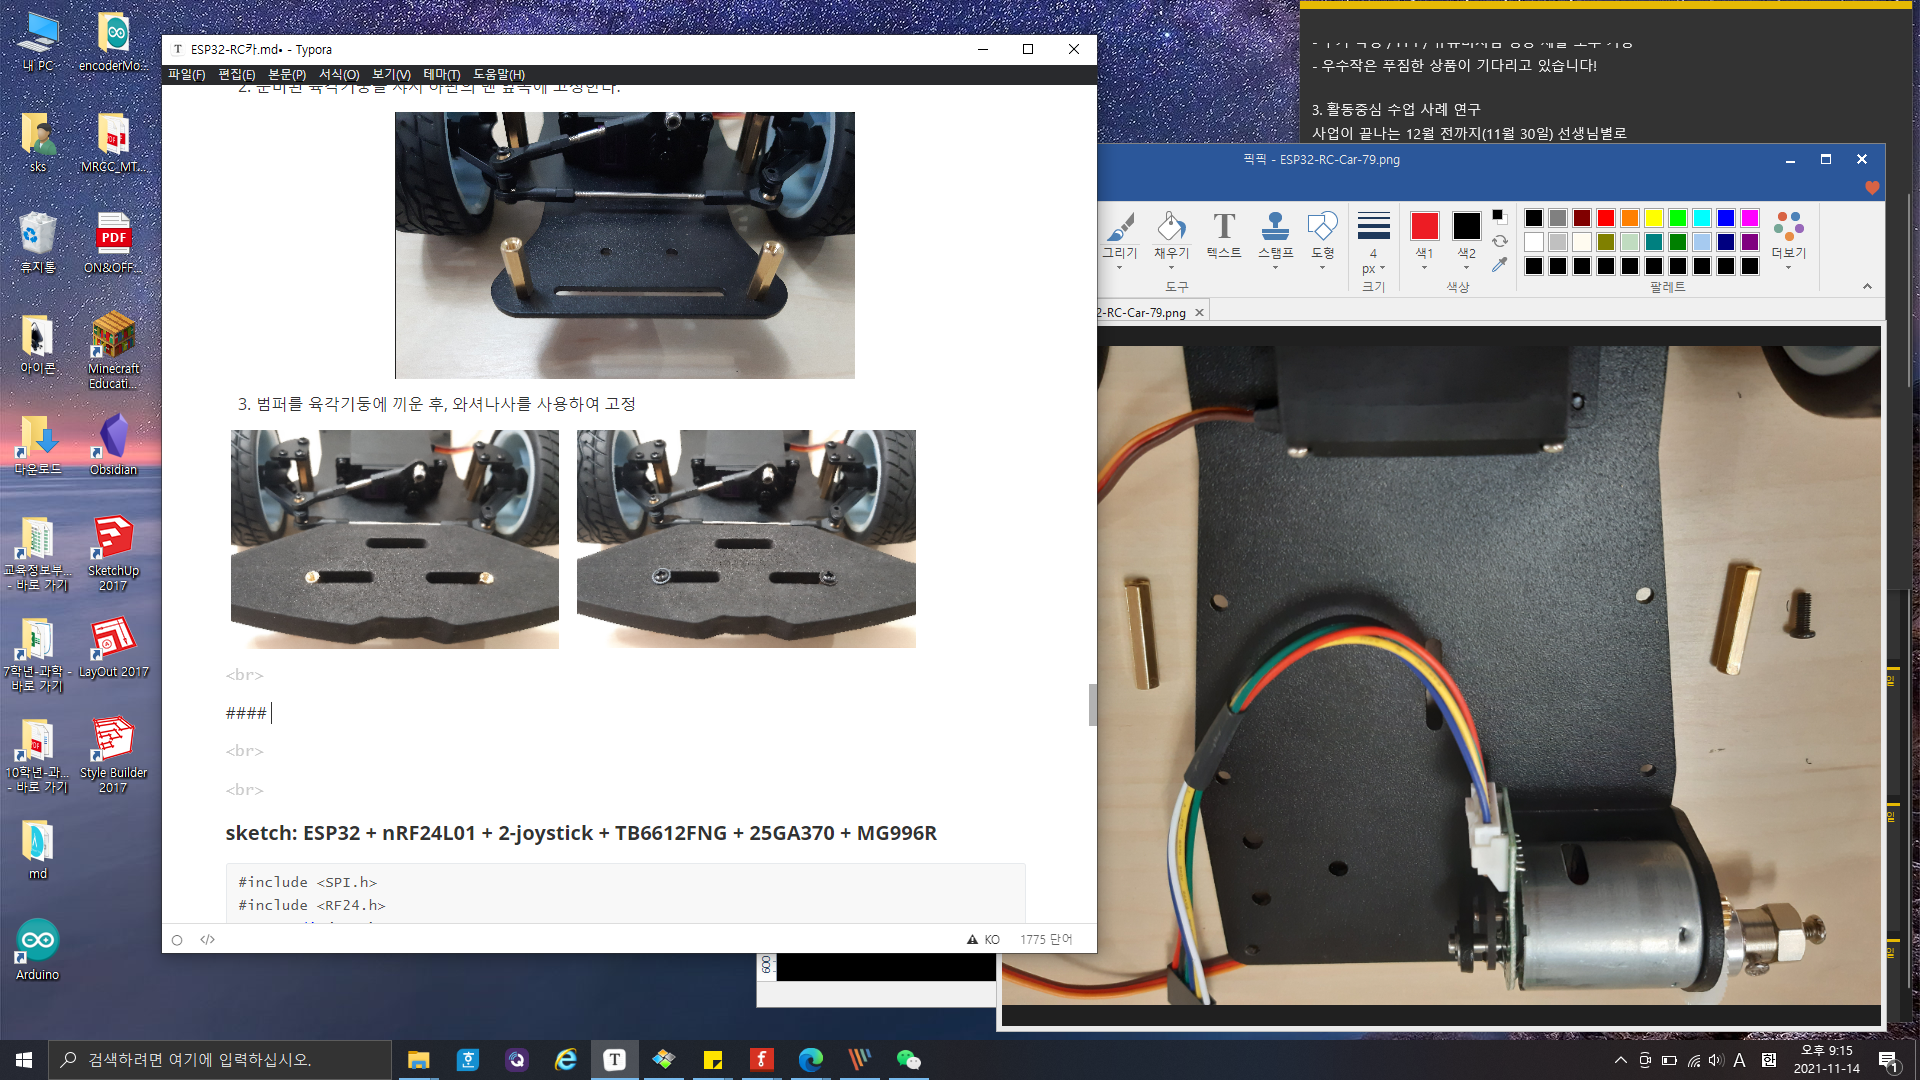 내 PC
encoderMo...
sks
MRCC_MT...
휴지통
ON&OFF...
아이콘
Minecraft
Educati...
다운로드
Obsidian
교육정보부...
- 바로 가기
SketchUp
2017
7학년-과학 -
바로 가기
LayOut 2017
10학년-과...
- 바로 가기
Style Builder
2017
md
Arduino
ESP32-RC카.md• - Typora
파일(F) 편집(E) 본문(P) 서식(O) 보기(V) 테마(T) 도움말(H)
3. 범퍼를 육각기둥에 끼운 후, 와셔나사를 사용하여 고정
<br>
####
<br>
<br>
sketch: ESP32 + nRF24L01 + 2-joystick + TB6612FNG + 25GA370 + MG996R
#include <SPI.h>
#include <RF24.h>
KO
1775 단어
- 우수작은 푸짐한 상품이 기다리고 있습니다!
3. 활동중심 수업 사례 연구
사업이 끝나는 12월 전까지(11월 30일) 선생님별로
픽픽 - ESP32-RC-Car-79.png
그리기
채우기
텍스트
스탬프
도형
4
px
색1
색2
더보기
도구
크기
색상
팔레트
2-RC-Car-79.png
일
일
일
600
검색하려면 여기에 입력하십시오.
A
한
오후 9:15
2021-11-14
1